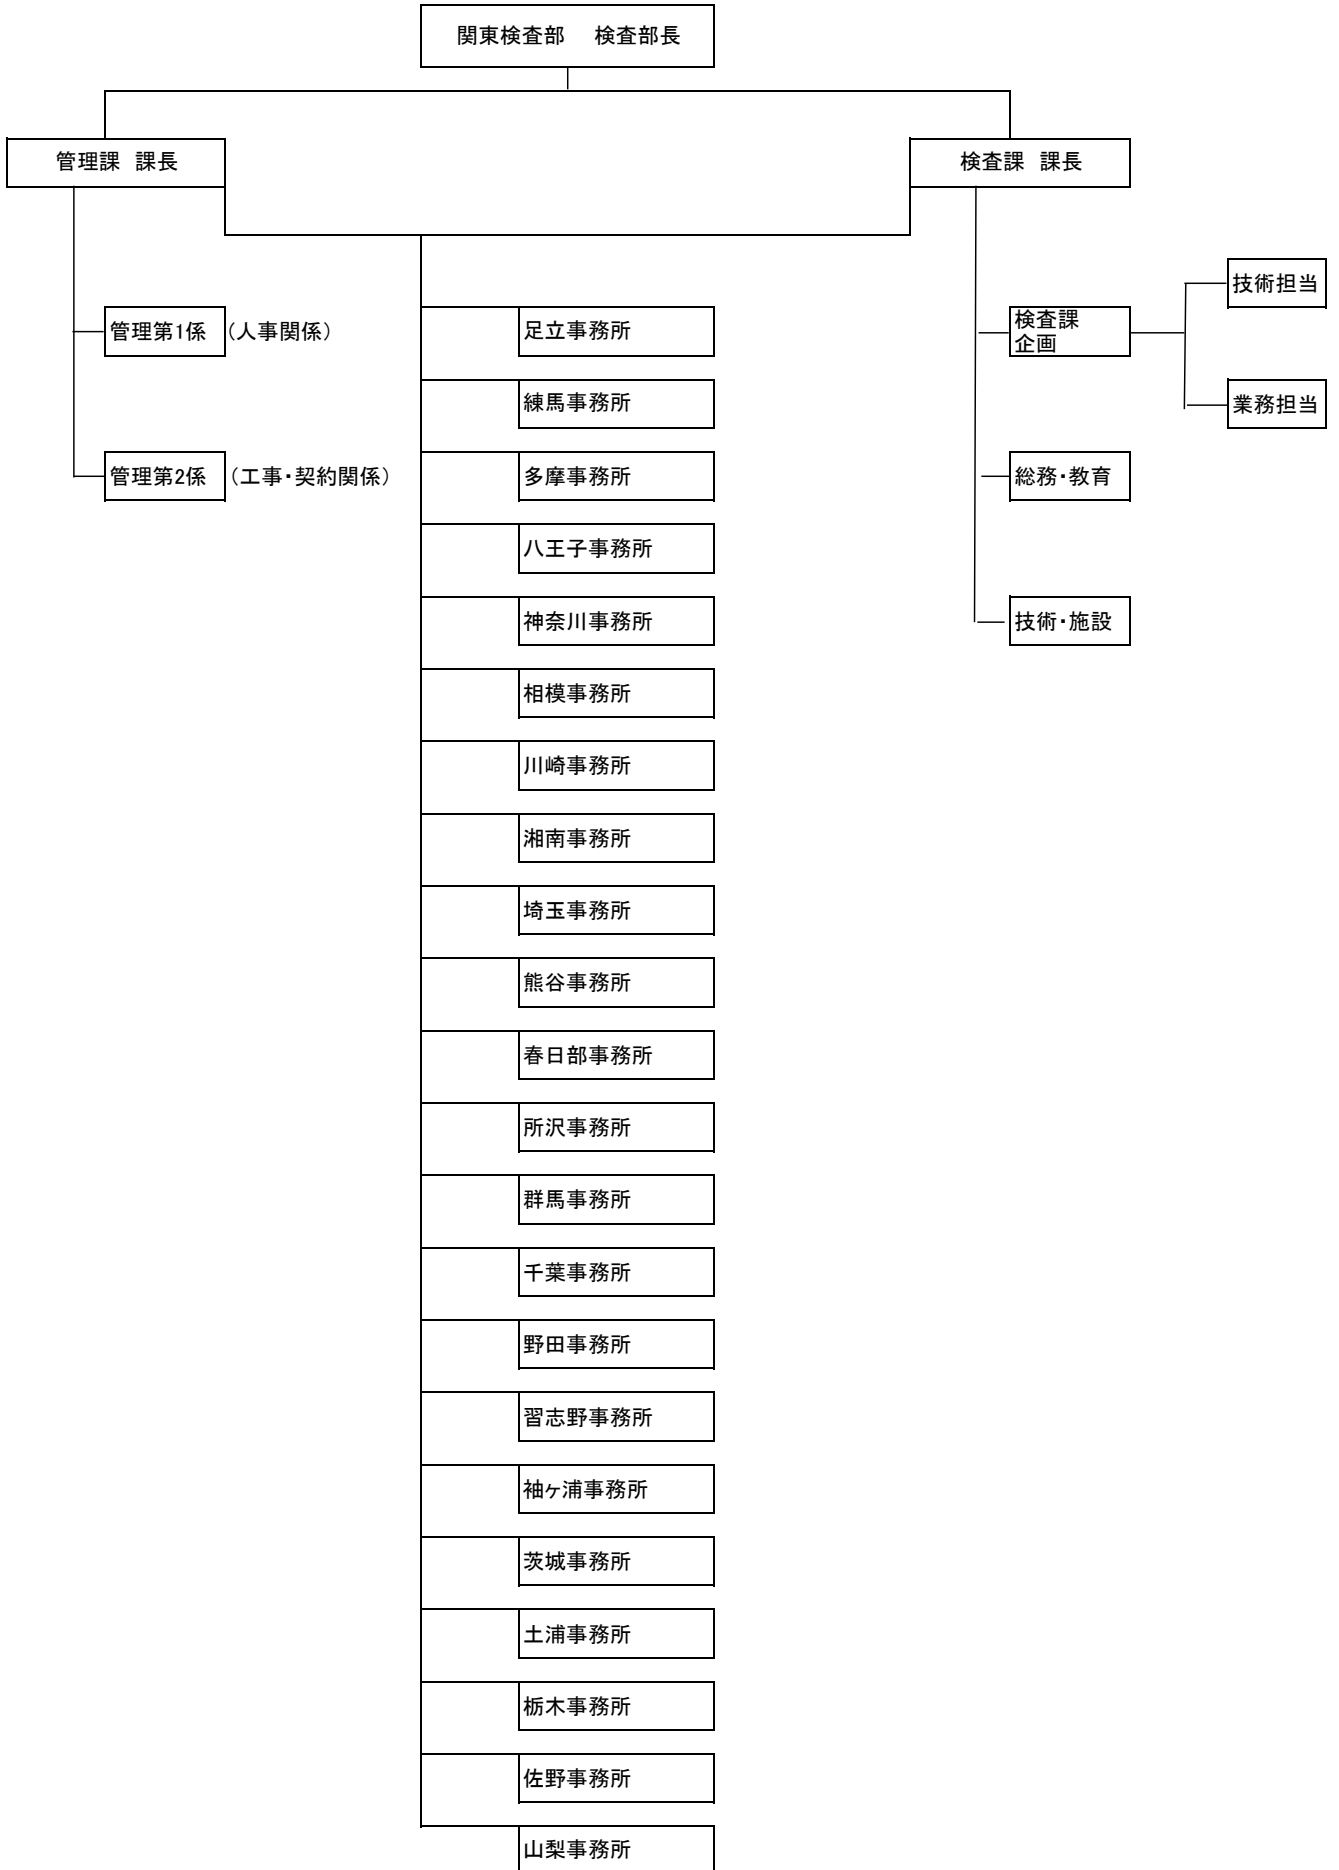 関東検査部　検査部長
管理課 課長
検査課 課長
技術担当
管理第1係 (人事関係)
足立事務所
検査課
企画
練馬事務所
業務担当
管理第2係 (工事・契約関係)
多摩事務所
総務・教育
八王子事務所
神奈川事務所
技術・施設
相模事務所
川崎事務所
湘南事務所
埼玉事務所
熊谷事務所
春日部事務所
所沢事務所
群馬事務所
千葉事務所
野田事務所
習志野事務所
袖ヶ浦事務所
茨城事務所
土浦事務所
栃木事務所
佐野事務所
山梨事務所